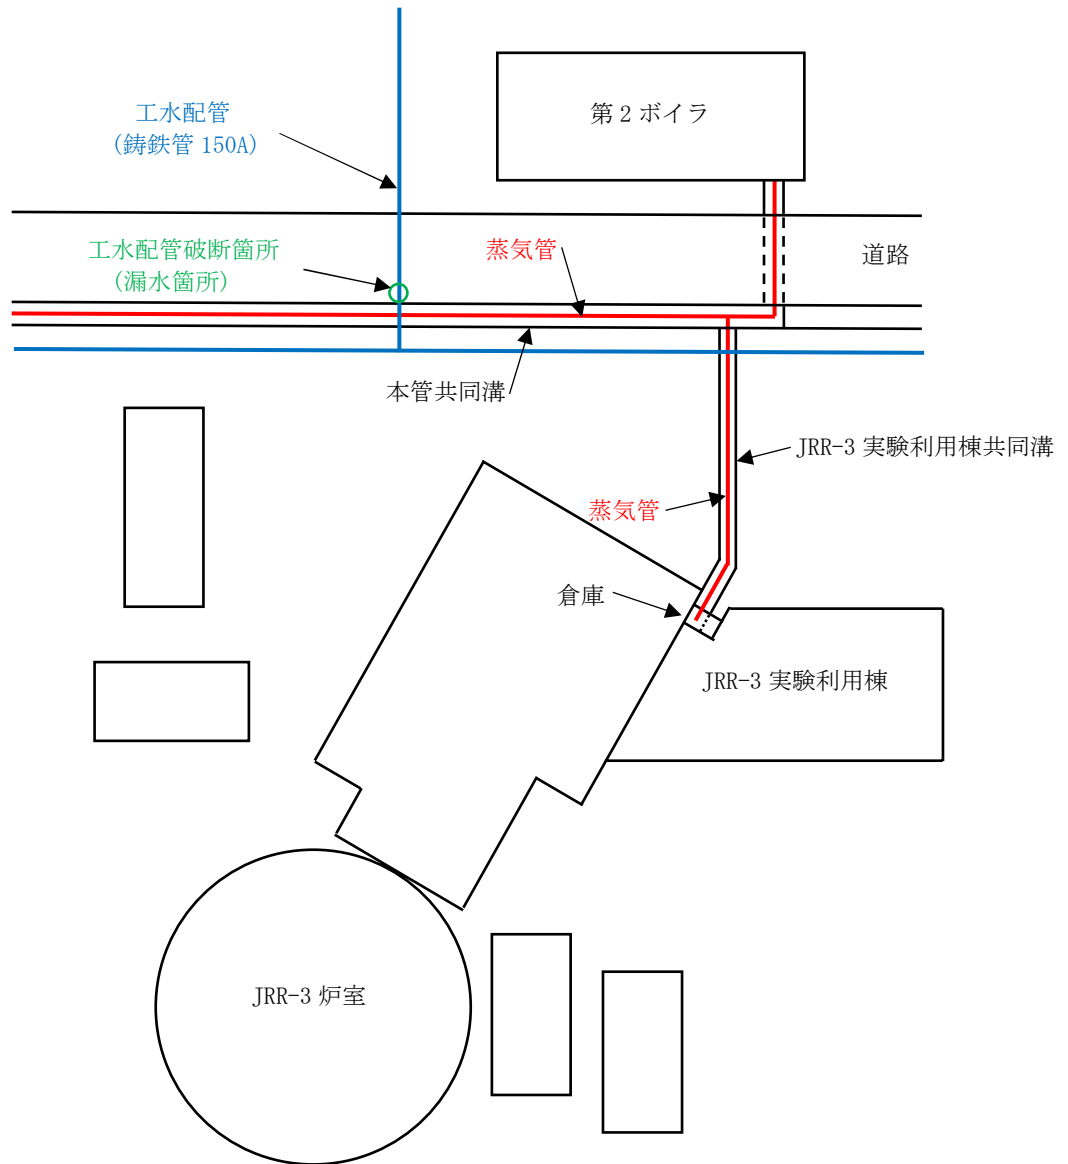 第2ボイラ
工水配管
(鋳鉄管 150A)
工水配管破断箇所
(漏水箇所)
蒸気管
道路
本管共同溝
JRR-3 実験利用棟共同溝
蒸気管
倉庫
JRR-3 実験利用棟
JRR-3 炉室